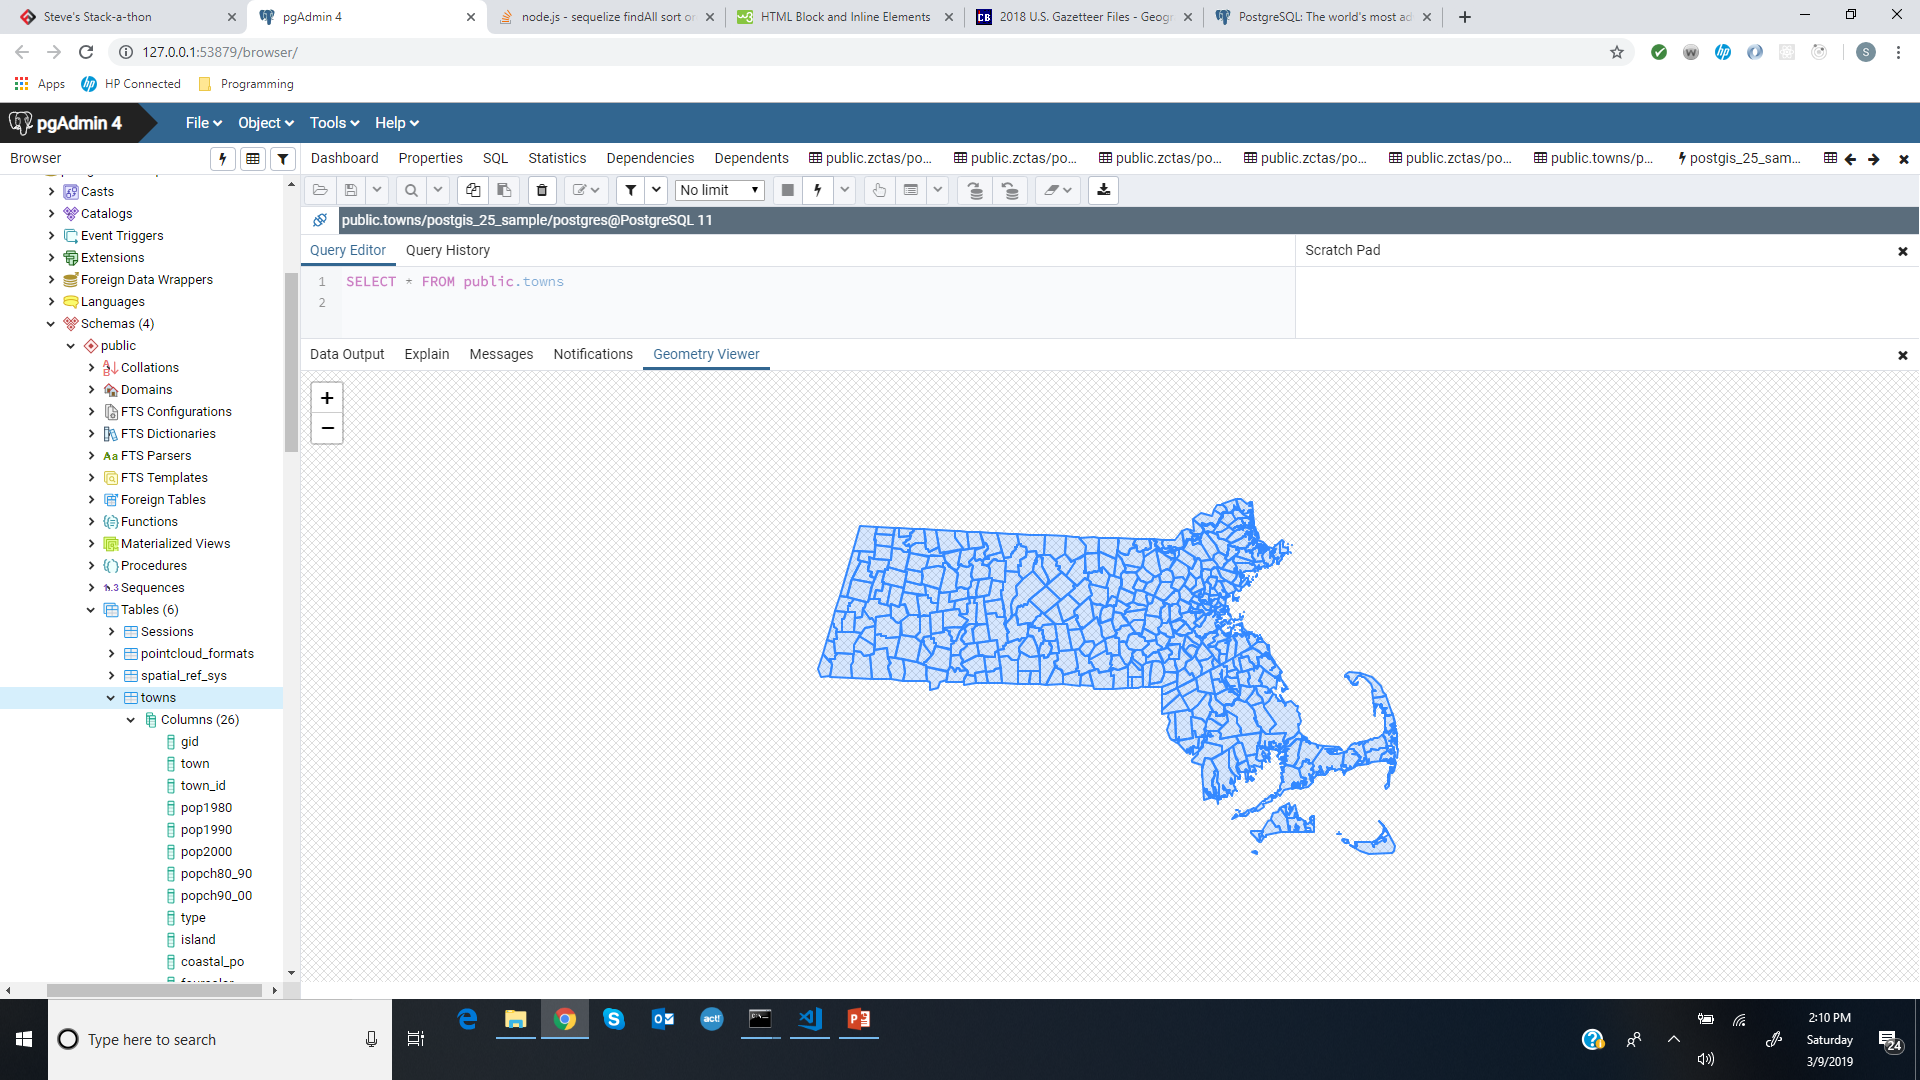 Steve's Stack-a-thon
pgAdmin 4
node.js - sequelize findAll sort or
HTML Block and Inline Elements
2018 U.S. Gazetteer Files - Geogr
PostgreSQL: The world's most ad
127.0.0.1:53879/browser/
S
Apps
HP Connected
Programming
pgAdmin 4
File
Object
Tools
Help
Browser
Dashboard
Properties
SQL
Statistics
Dependencies
Dependents
public.zctas/po...
public.zctas/po...
public.zctas/po...
public.zctas/po...
public.zctas/po...
public.towns/p...
postgis_25_sam...
No limit
public.towns/postgis_25_sample/postgres@PostgreSQL 11
Query Editor
Query History
Scratch Pad
1 SELECT * FROM public.towns
2
Data Output
Explain
Messages
Notifications
Geometry Viewer
+
−
Casts
Catalogs
Event Triggers
Extensions
Foreign Data Wrappers
Languages
Schemas (4)
public
Collations
Domains
FTS Configurations
FTS Dictionaries
FTS Parsers
FTS Templates
Foreign Tables
Functions
Materialized Views
Procedures
Sequences
Tables (6)
Sessions
pointcloud_formats
spatial_ref_sys
towns
Columns (26)
gid
town
town_id
pop1980
pop1990
pop2000
popch80_90
popch90_00
type
island
coastal_po
Type here to search
act!
2:10 PM
Saturday
3/9/2019
24